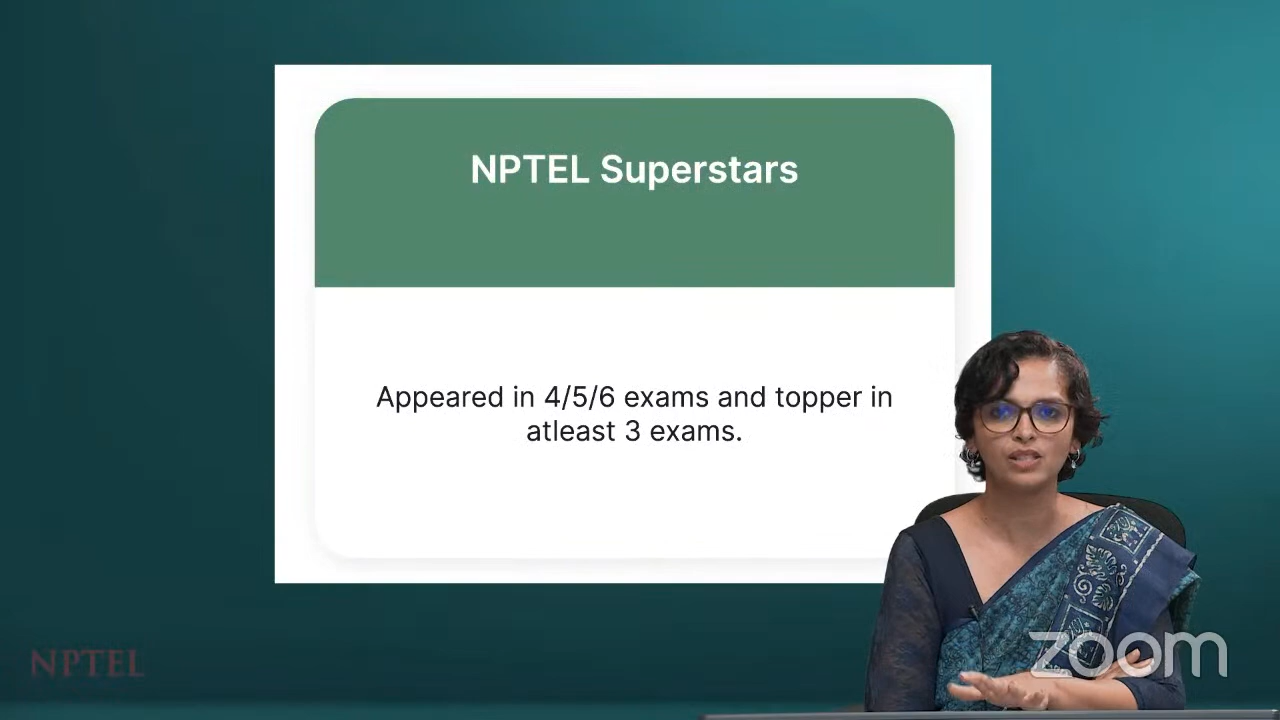 NPTEL Superstars
Appeared in 4/5/6 exams and topper in
atleast 3 exams.
NPTEL
zoom